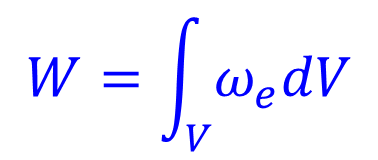 W = ∫_V ω_e dV